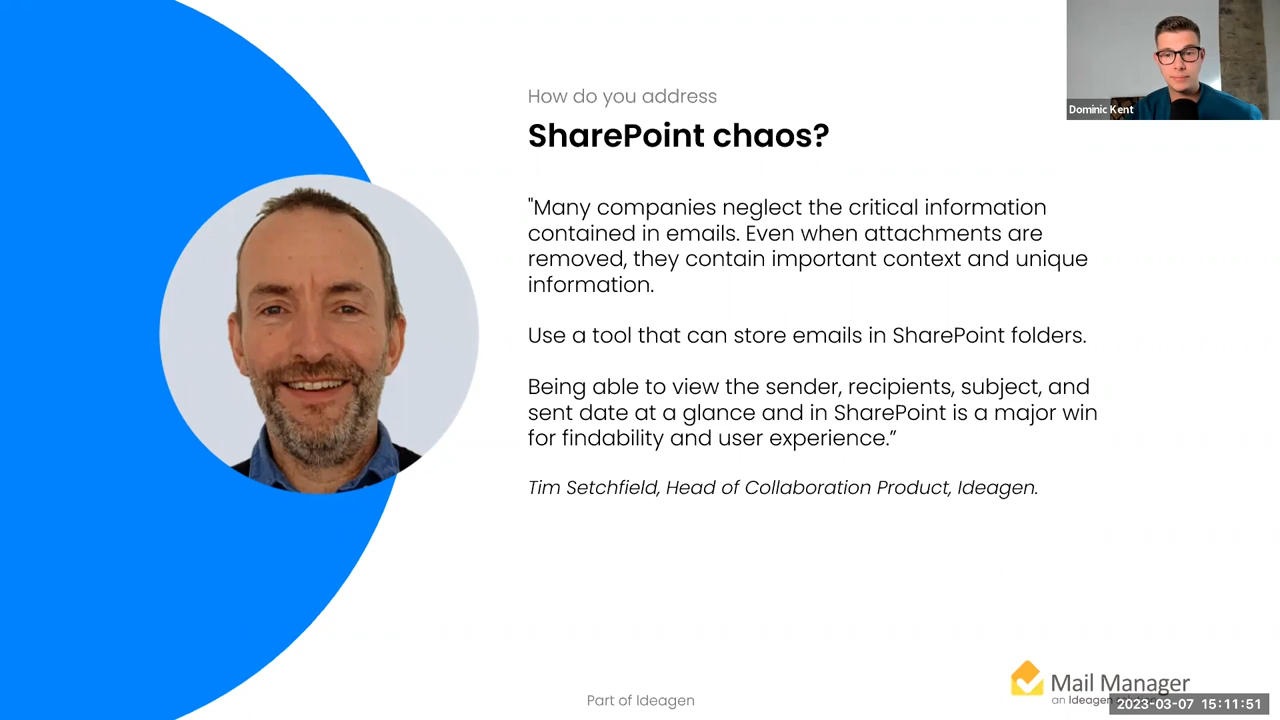 How do you address
SharePoint chaos?
Dominic Kent
"Many companies neglect the critical information
contained in emails. Even when attachments are
removed, they contain important context and unique
information.
Use a tool that can store emails in SharePoint folders.
Being able to view the sender, recipients, subject, and
sent date at a glance and in SharePoint is a major win
for findability and user experience.”
Tim Setchfield, Head of Collaboration Product, Ideagen.
Mail Manager
an Ideagen
Part of Ideagen
2023-03-07 15:11:51